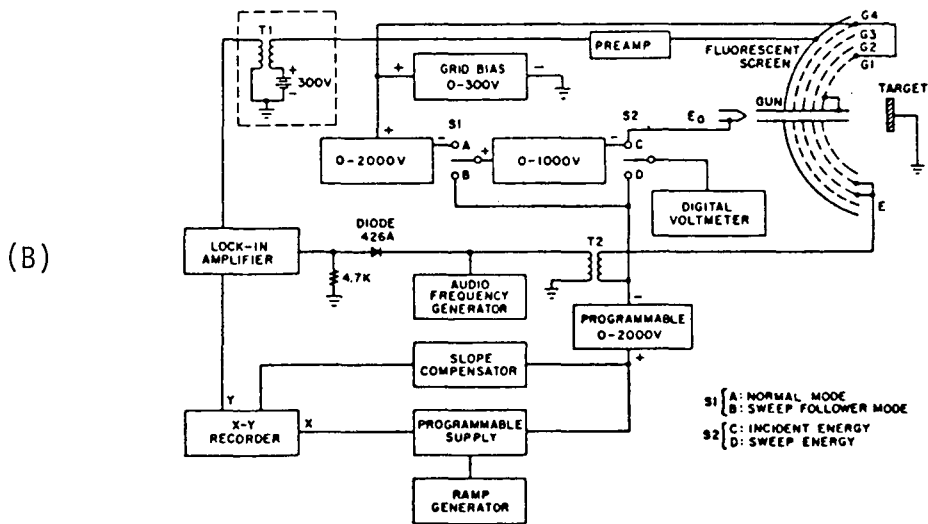 G4
T1
G3
PREAMP
FLUORESCENT
SCREEN
G2
+
300V
-
G1
+
GRID BIAS
0-300V
-
TARGET
GUN
+
S1
S2
E0
-
A
+
-
C
0-2000V
0-1000V
B
D
DIGITAL
VOLTMETER
E
(B)
DIODE
426A
T2
LOCK-IN
AMPLIFIER
4.7K
AUDIO
FREQUENCY
GENERATOR
-
PROGRAMMABLE
0-2000V
+
SLOPE
COMPENSATOR
Y
X-Y
RECORDER
X
PROGRAMMABLE
SUPPLY
S1 { A: NORMAL MODE
B: SWEEP FOLLOWER MODE
S2 { C: INCIDENT ENERGY
D: SWEEP ENERGY
RAMP
GENERATOR